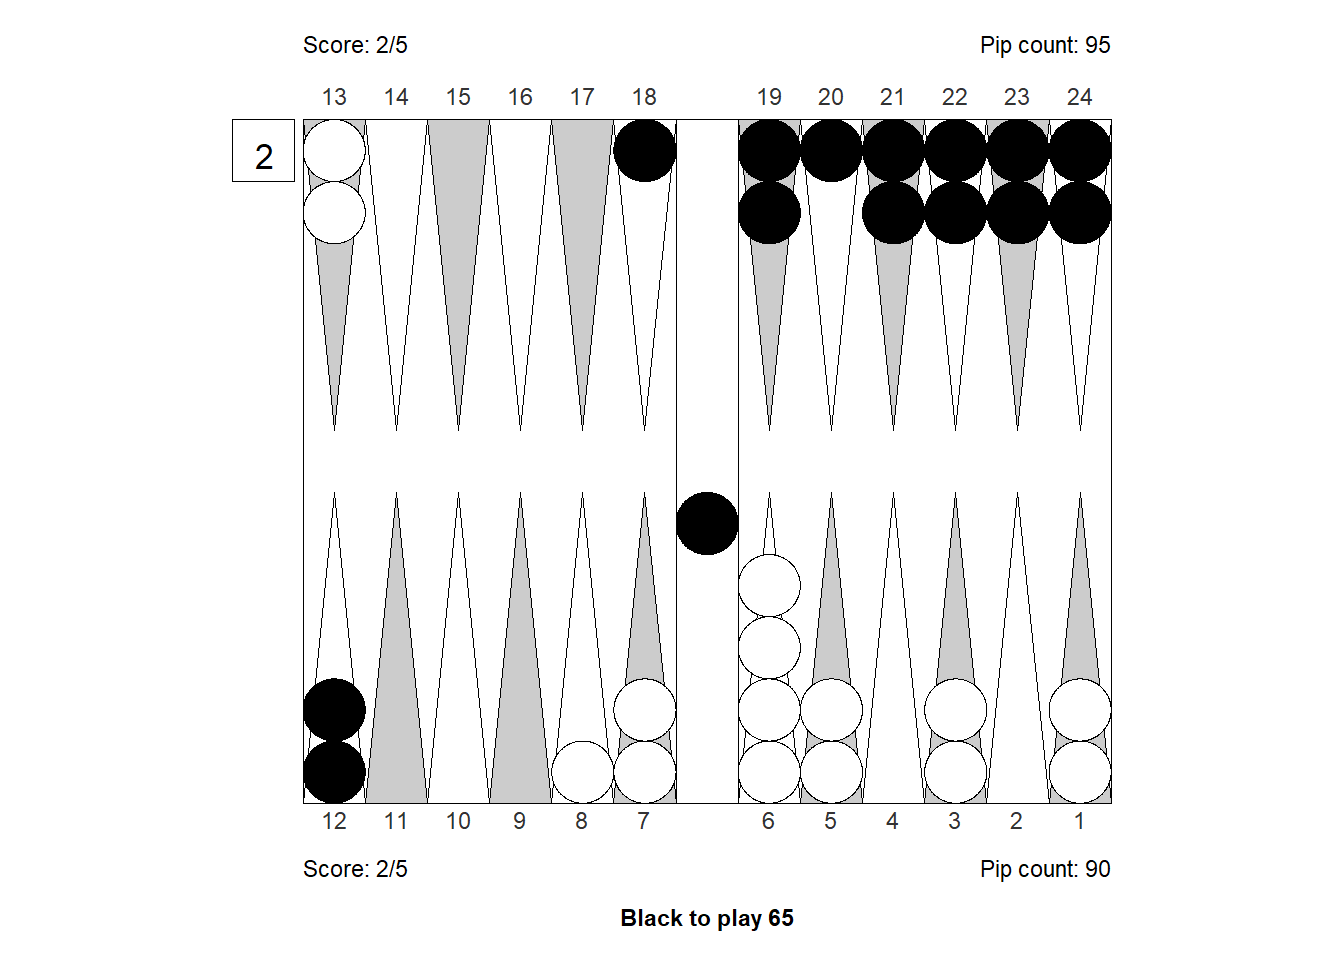 Score: 2/5 Pip count: 95
13 14 15 16 17 18 19 20 21 22 23 24
2
12 11 10 9 8 7 6 5 4 3 2 1
Score: 2/5 Pip count: 90
Black to play 65